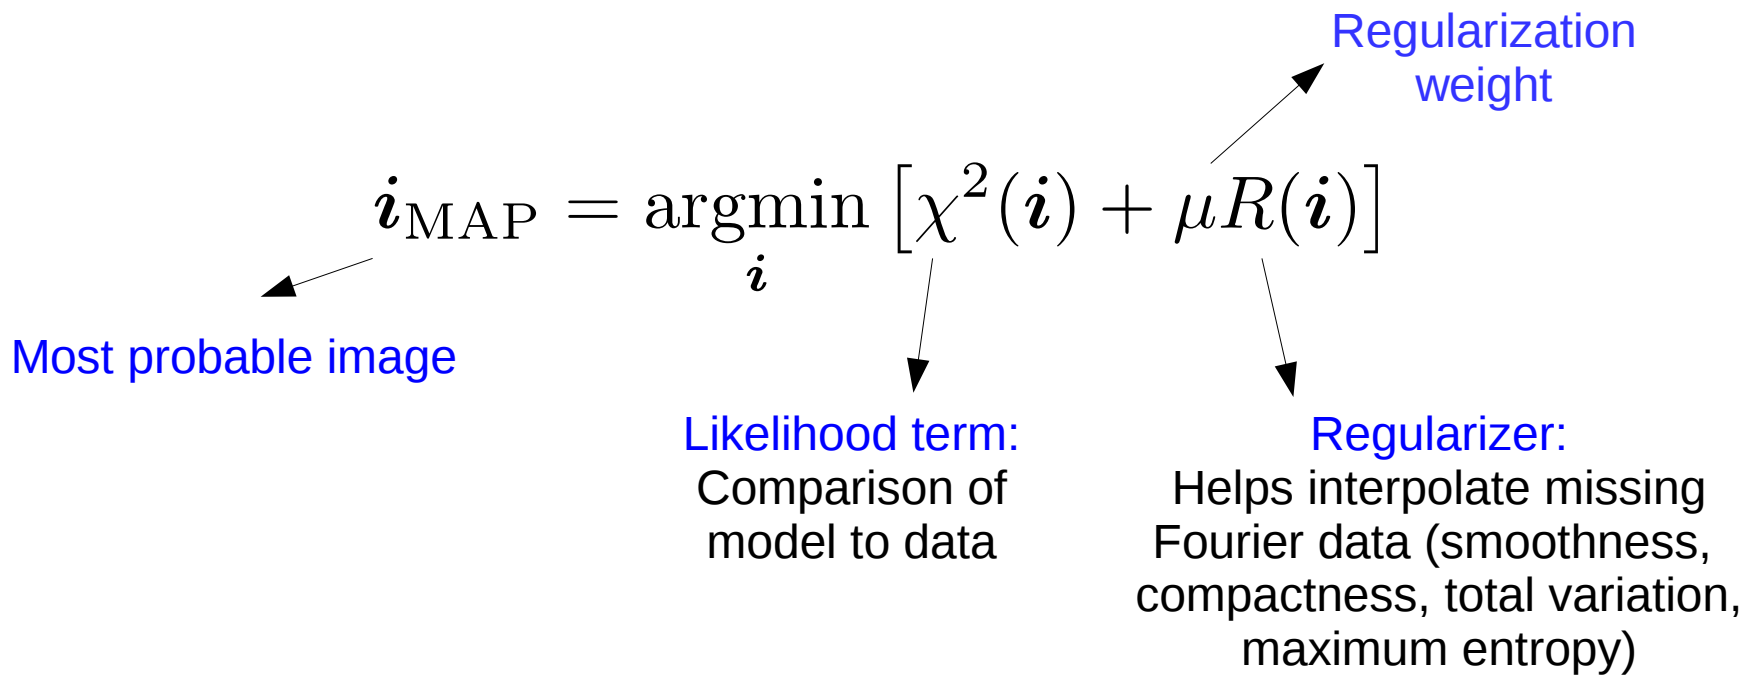 Regularization
weight
𝒊_MAP = argmin [χ²(𝒊) + μR(𝒊)]
𝒊
Most probable image
Likelihood term:
Comparison of
model to data
Regularizer:
Helps interpolate missing
Fourier data (smoothness,
compactness, total variation,
maximum entropy)